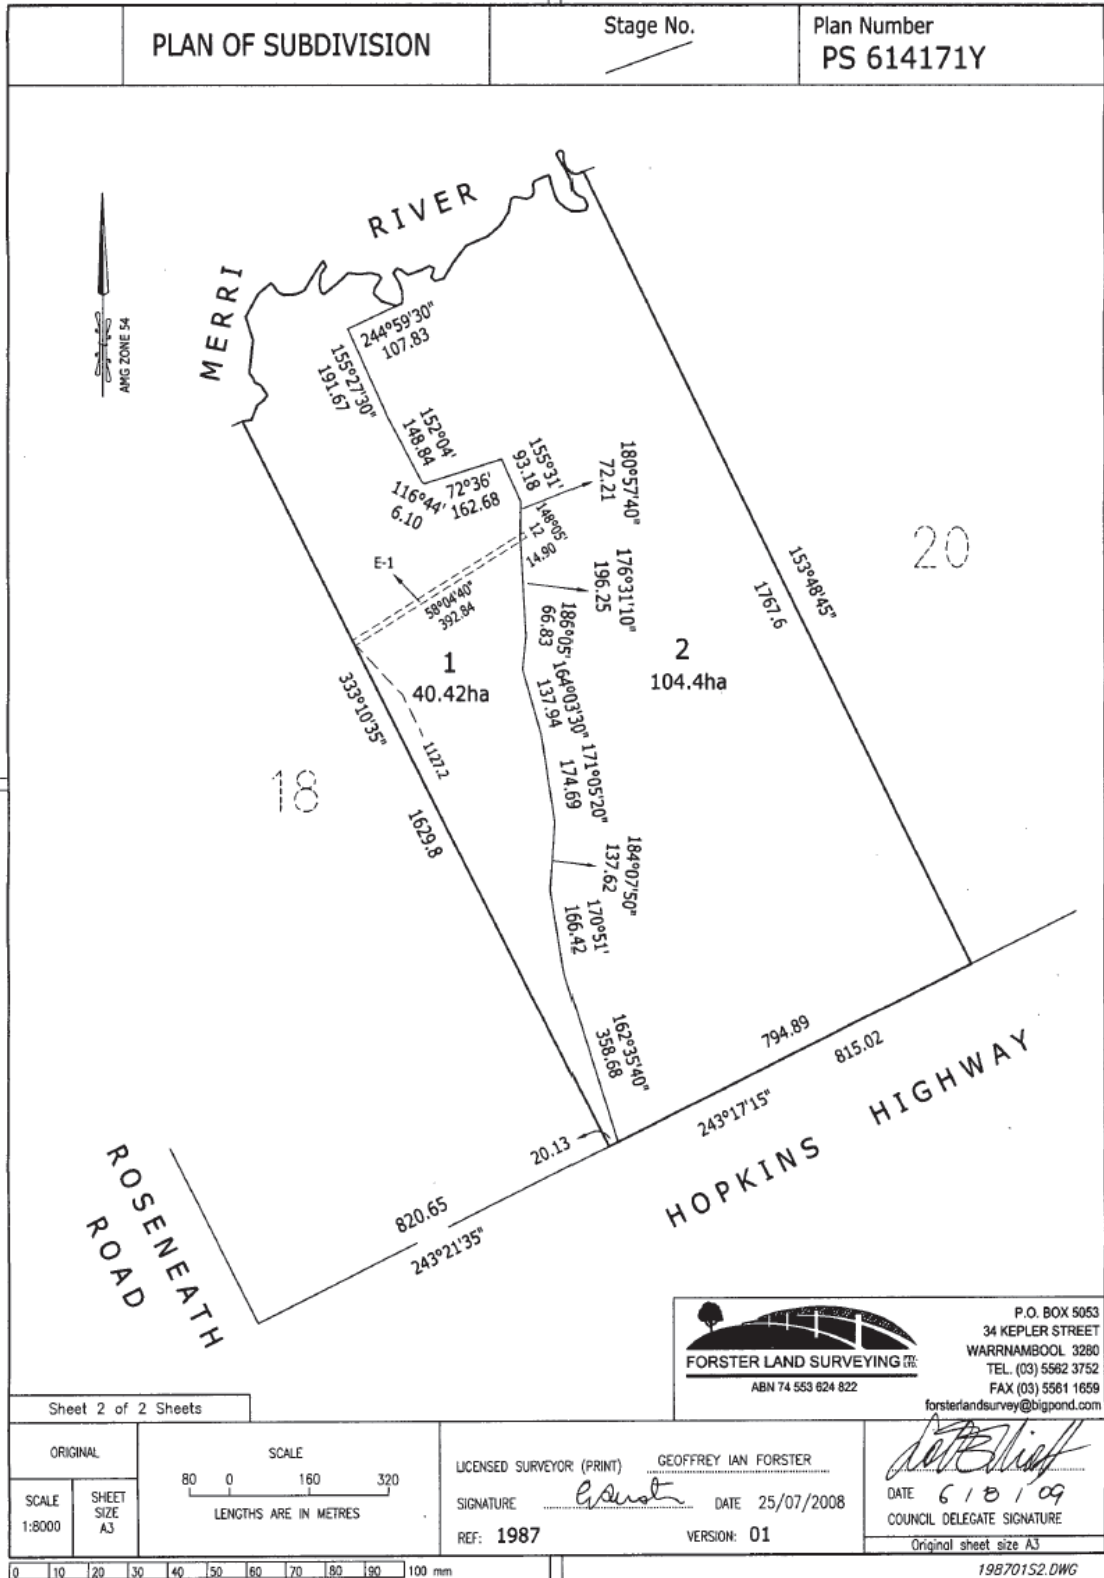 PLAN OF SUBDIVISION
Stage No.
Plan Number
PS 614171Y
MERRI RIVER
AMG ZONE 54
244°59'30"
107.83
155°27'30"
191.67
152°04'
148.84
72°36'
162.68
116°44'
6.10
155°31'
93.18
180°57'40"
72.21
148°05'
12
14.90
E-1
58°04'40"
392.84
176°31'10"
196.25
186°05'
66.83
164°03'30"
137.94
171°05'20"
174.69
184°07'50"
137.62
170°51'
166.42
162°35'40"
358.68
153°48'45"
1767.6
20
1
40.42ha
2
104.4ha
333°10'35"
1629.8
1127.2
18
794.89
815.02
243°17'15"
20.13
HOPKINS HIGHWAY
820.65
243°21'35"
ROSENEATH
ROAD
FORSTER LAND SURVEYING PTY. LTD.
ABN 74 553 624 822
P.O. BOX 5053
34 KEPLER STREET
WARRNAMBOOL 3280
TEL. (03) 5562 3752
FAX (03) 5561 1659
forsterlandsurvey@bigpond.com
Sheet 2 of 2 Sheets
ORIGINAL
SCALE
1:8000
SHEET
SIZE
A3
SCALE
80 0 160 320
LENGTHS ARE IN METRES
LICENSED SURVEYOR (PRINT) GEOFFREY IAN FORSTER
SIGNATURE DATE 25/07/2008
REF: 1987 VERSION: 01
DATE 6 / 8 / 09
COUNCIL DELEGATE SIGNATURE
Original sheet size A3
0 10 20 30 40 50 60 70 80 90 100 mm
198701S2.DWG